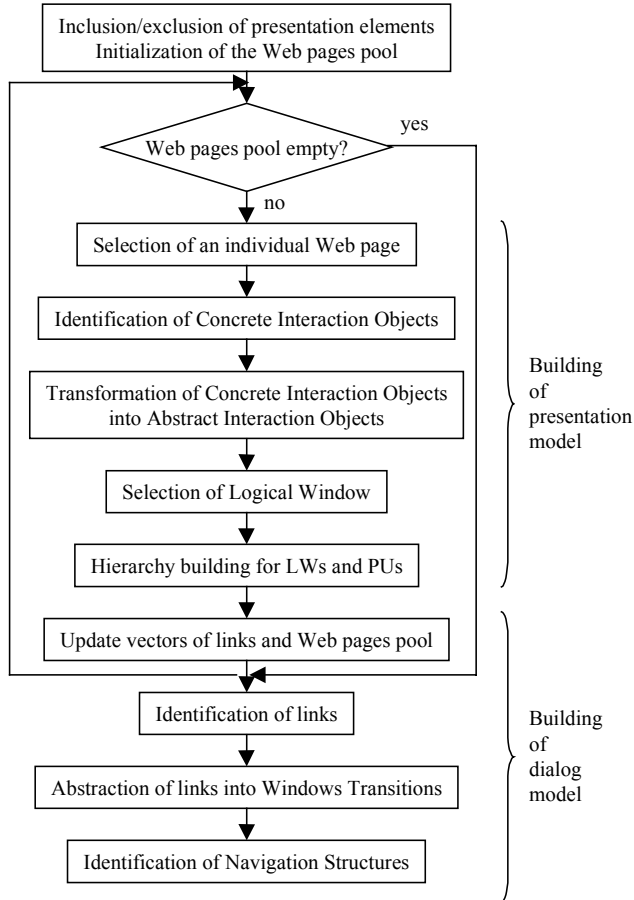 Inclusion/exclusion of presentation elements
Initialization of the Web pages pool
yes
Web pages pool empty?
no
Selection of an individual Web page
Identification of Concrete Interaction Objects
Transformation of Concrete Interaction Objects
into Abstract Interaction Objects
Selection of Logical Window
Hierarchy building for LWs and PUs
Building
of
presentation
model
Update vectors of links and Web pages pool
Identification of links
Abstraction of links into Windows Transitions
Identification of Navigation Structures
Building
of
dialog
model